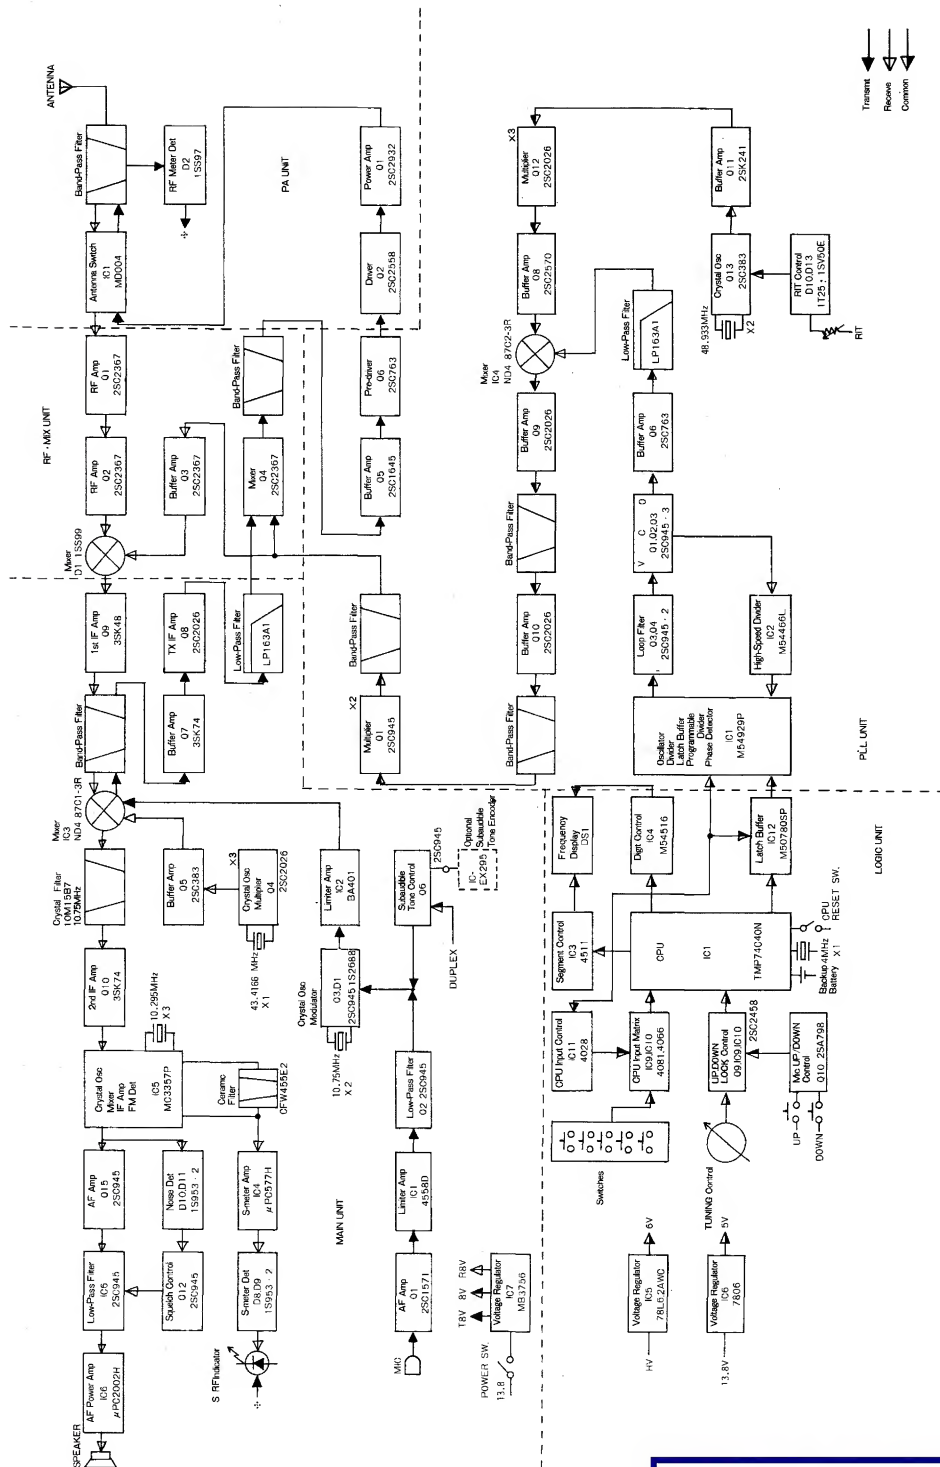 SPEAKER
AF Power Amp
IC6
μPC2002H
Low-Pass Filter
IC5
2SC945
AF Amp
Q15
2SC945
Crystal Osc
Mixer
IF Amp
FM Det
IC5
MC3357P
10.295MHz
X3
2nd IF Amp
Q10
3SK74
Crystal Filter
10M15B7
10.75MHz
Mixer
IC3
ND4 87C1-3R
Band-Pass Filter
1st IF Amp
Q9
3SK48
Mixer
D1 1SS99
RF Amp
Q2
2SC2367
RF Amp
Q1
2SC2367
Antenna Switch
IC1
MD004
Band-Pass Filter
ANTENNA
RF Meter Det
D2
1SS97
Squelch Control
Q12
2SC945
Noise Det
D10,D11
1S953 · 2
Ceramic
Filter
CFW455E2
Buffer Amp
Q5
2SC383
Crystal Osc
Multiplier
Q4
2SC2026
X3
43.4166 MHz
X1
Buffer Amp
Q7
3SK74
TX IF Amp
Q8
2SC2026
Low-Pass Filter
LP163A1
Buffer Amp
Q3
2SC2367
Mixer
Q4
2SC2367
Band-Pass Filter
RF·MIX UNIT
PA UNIT
S RF Indicator
S-meter Det
D8,D9
1S953 · 2
S-meter Amp
IC4
μPC577H
MAIN UNIT
Crystal Osc
Modulator
Q3,D1
2SC945,1S2688
10.75MHz
X2
Limiter Amp
IC2
BA401
Multiplier
Q1
2SC945
X2
Band-Pass Filter
Buffer Amp
Q5
2SC1645
Pre-driver
Q6
2SC763
Driver
Q2
2SC2558
Power Amp
Q1
2SC2932
MIC
AF Amp
Q1
2SC1571
Limiter Amp
IC1
4558D
Low-Pass Filter
Q2 2SC945
Subaudible
Tone Control
Q6
2SC945
DUPLEX
IC-
EX295
Optional
Subaudible
Tone Encoder
POWER SW.
13.8
Voltage Regulator
IC7
MB3756
T8V
8V
R8V
Band-Pass Filter
Buffer Amp
Q10
2SC2026
Band-Pass Filter
Buffer Amp
Q9
2SC2026
Mixer
IC4
ND4 87C2-3R
Buffer Amp
Q8
2SC2570
Multiplier
Q12
2SC2026
X3
Switches
CPU Input Control
IC11
4028
CPU Input Matrix
IC9,IC10
4081,4066
Segment Control
IC3
4511
Frequency
Display
DS1
Digit Control
IC4
M54516
Oscillator
Divider
Latch Buffer
Programmable
Divider
Phase Detector
IC1
M54929P
Loop Filter
Q3,Q4
2SC945 · 2
V C O
Q1,Q2,Q3
2SC945 · 3
Buffer Amp
Q6
2SC763
Low-Pass Filter
LP163A1
Crystal Osc
Q13
2SC383
48.933MHz
X2
Buffer Amp
Q11
2SK241
RIT Control
D10,D13
1T25 ; 1SV50E
RIT
High-Speed Divider
IC2
M54466L
PLL UNIT
HV
Voltage Regulator
IC5
78L6.2AWC
6V
13.8V
Voltage Regulator
IC6
7806
5V
TUNING Control
UP,DOWN
LOCK Control
Q9,IC9,IC10
2SC2458
Mic UP/DOWN
Control
Q10 2SA798
UP
DOWN
CPU
IC1
TMP74C40N
Latch Buffer
IC12
M50780SP
CPU
RESET SW.
4MHz
X1
Backup
Battery
LOGIC UNIT
Transmit
Receive
Common